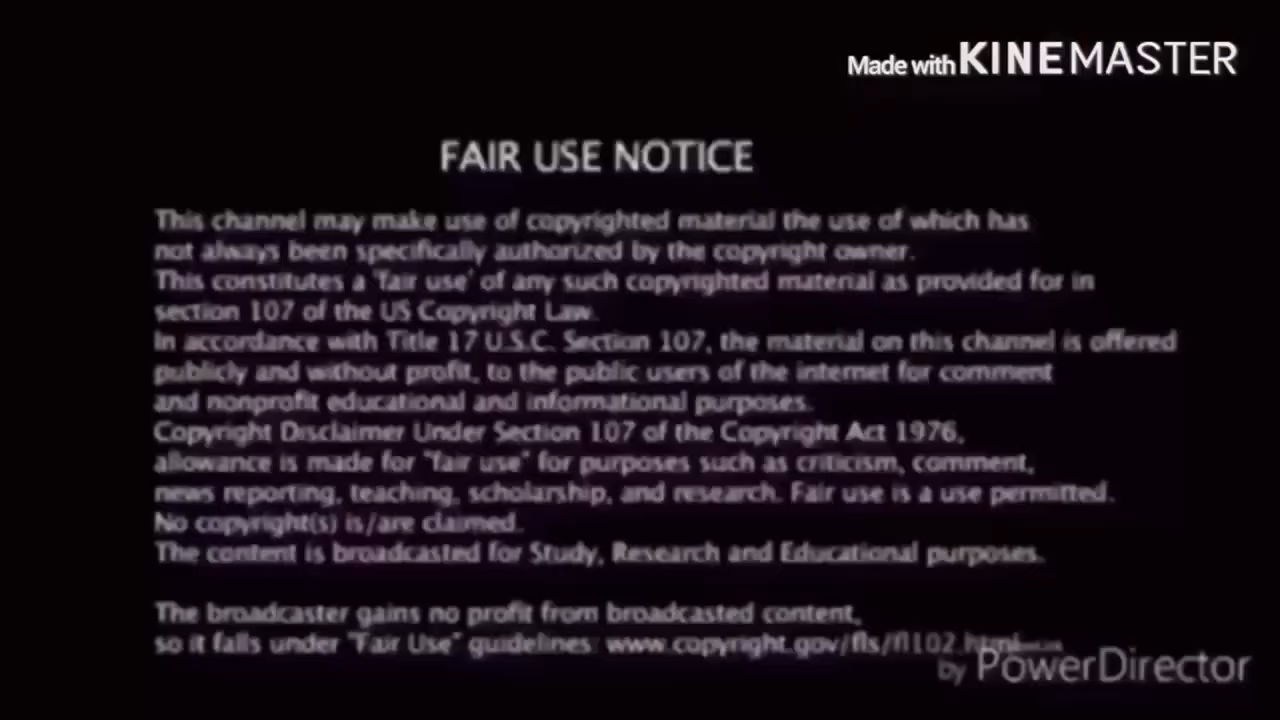 Made with KINEMASTER
FAIR USE NOTICE
This channel may make use of copyrighted material the use of which has
not always been specifically authorized by the copyright owner.
This constitutes a 'fair use' of any such copyrighted material as provided for in
section 107 of the US Copyright Law.
In accordance with Title 17 U.S.C. Section 107, the material on this channel is offered
publicly and without profit, to the public users of the internet for comment
and nonprofit educational and informational purposes.
Copyright Disclaimer Under Section 107 of the Copyright Act 1976,
allowance is made for "fair use" for purposes such as criticism, comment,
news reporting, teaching, scholarship, and research. Fair use is a use permitted.
No copyright(s) is/are claimed.
The content is broadcasted for Study, Research and Educational purposes.
The broadcaster gains no profit from broadcasted content,
so it falls under "Fair Use" guidelines: www.copyright.gov/fls/fl102.html
by PowerDirector